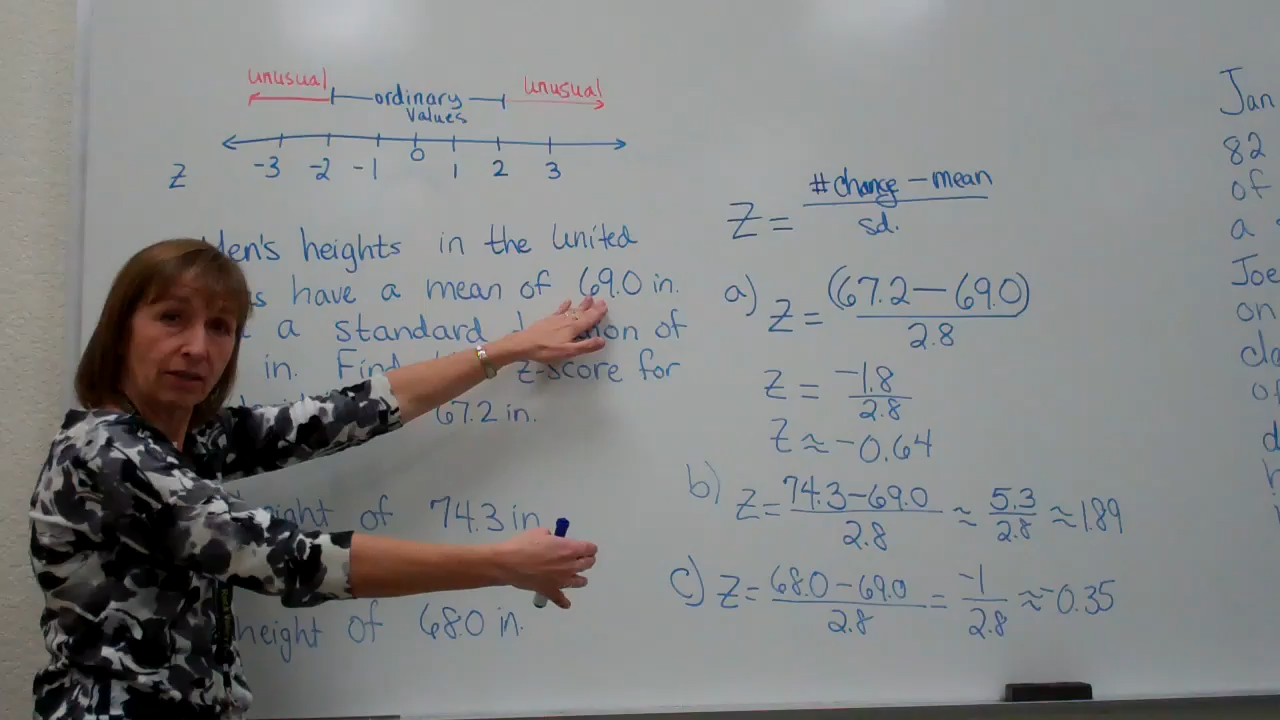 unusual ordinary values unusual
-3 -2 -1 0 1 2 3
Z
Men's heights in the United
have a mean of 69.0 in.
a standard of
in. Find z-score for
67.2 in.
height of 74.3 in.
height of 68.0 in.
Z = # change - mean / sd.
a) Z = (67.2 - 69.0) / 2.8
Z = -1.8 / 2.8
Z ≈ -0.64
b) Z = 74.3 - 69.0 / 2.8 ≈ 5.3 / 2.8 ≈ 1.89
c) Z = 68.0 - 69.0 / 2.8 = -1 / 2.8 ≈ -0.35
Jan
82
of
a
Joe
on
of